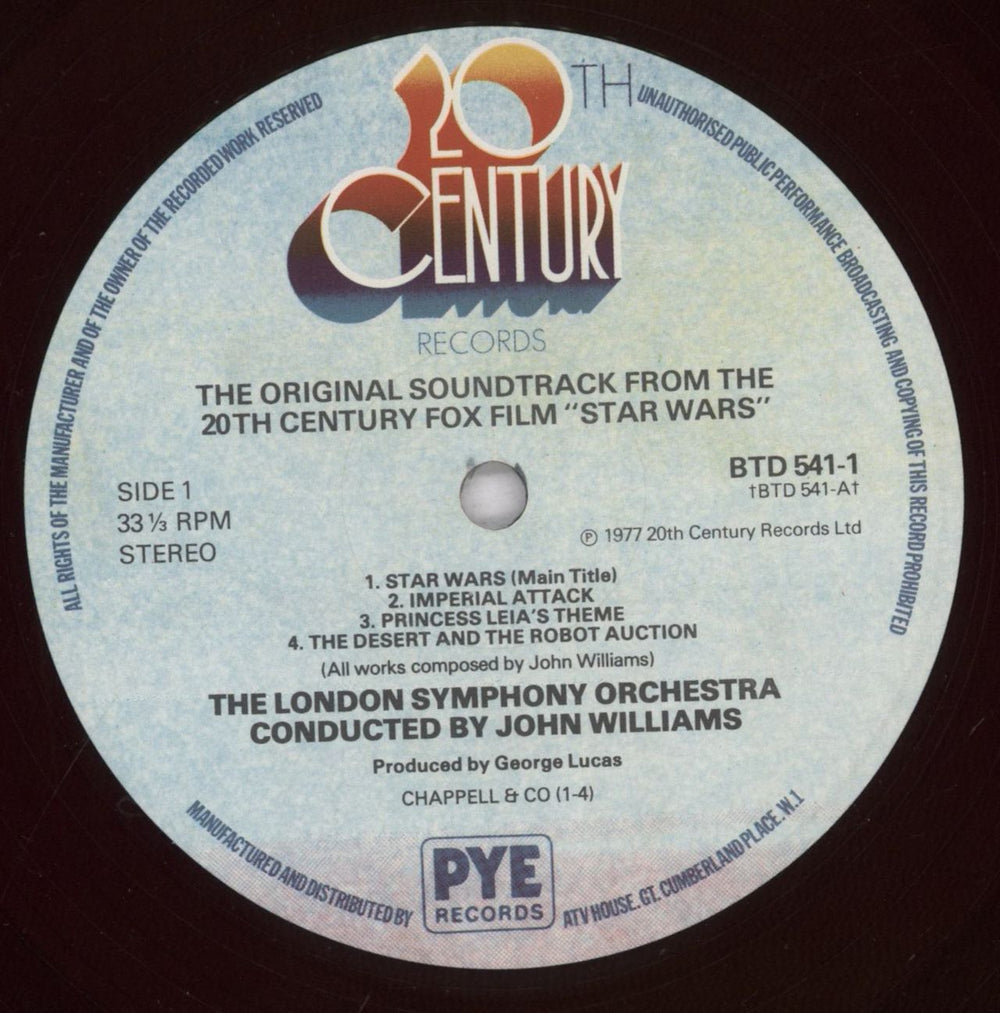 20TH
CENTURY
RECORDS
ALL RIGHTS OF THE MANUFACTURER AND OF THE OWNER OF THE RECORDED WORK RESERVED
UNAUTHORISED PUBLIC PERFORMANCE BROADCASTING AND COPYING OF THIS RECORD PROHIBITED
THE ORIGINAL SOUNDTRACK FROM THE
20TH CENTURY FOX FILM "STAR WARS"
SIDE 1
33⅓ RPM
STEREO
BTD 541-1
†BTD 541-A†
℗ 1977 20th Century Records Ltd
1. STAR WARS (Main Title)
2. IMPERIAL ATTACK
3. PRINCESS LEIA'S THEME
4. THE DESERT AND THE ROBOT AUCTION
(All works composed by John Williams)
THE LONDON SYMPHONY ORCHESTRA
CONDUCTED BY JOHN WILLIAMS
Produced by George Lucas
CHAPPELL & CO (1-4)
MANUFACTURED AND DISTRIBUTED BY
PYE
RECORDS
ATV HOUSE. GT. CUMBERLAND PLACE. W.1